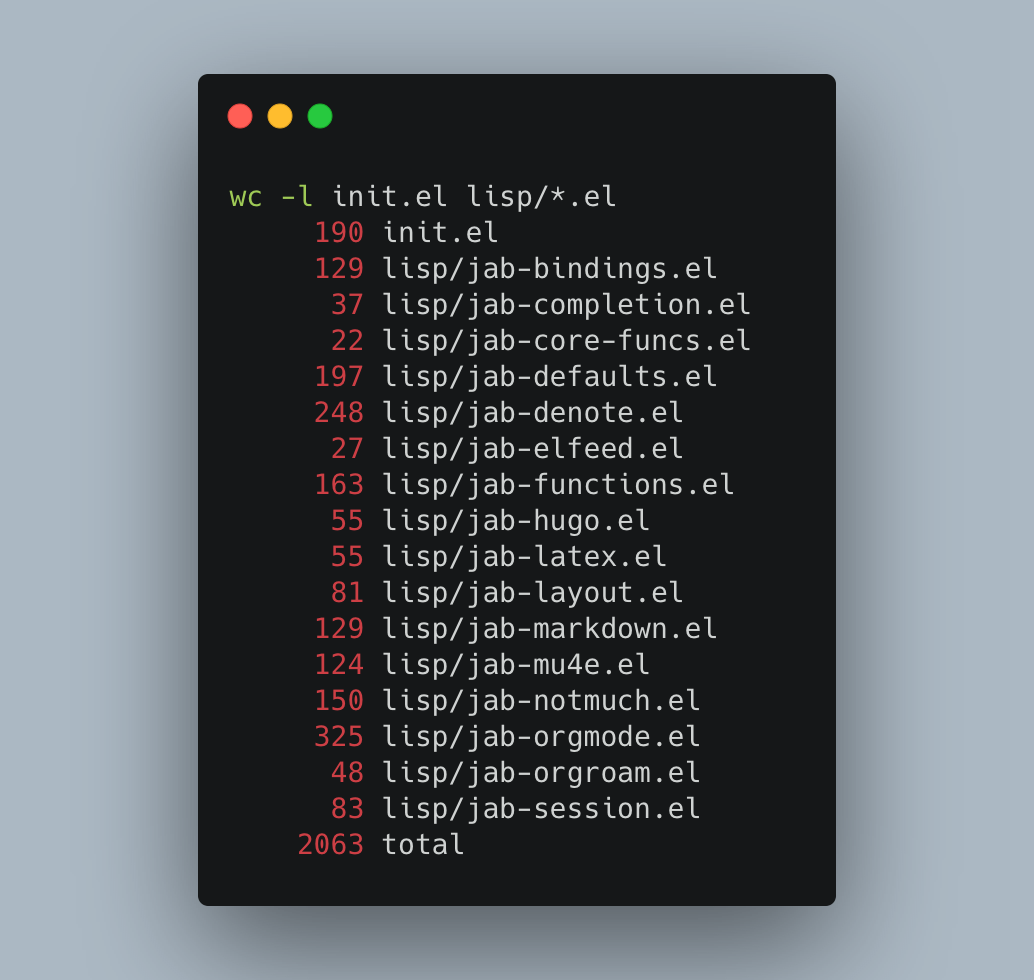 wc -l init.el lisp/*.el
190 init.el
129 lisp/jab-bindings.el
37 lisp/jab-completion.el
22 lisp/jab-core-funcs.el
197 lisp/jab-defaults.el
248 lisp/jab-denote.el
27 lisp/jab-elfeed.el
163 lisp/jab-functions.el
55 lisp/jab-hugo.el
55 lisp/jab-latex.el
81 lisp/jab-layout.el
129 lisp/jab-markdown.el
124 lisp/jab-mu4e.el
150 lisp/jab-notmuch.el
325 lisp/jab-orgmode.el
48 lisp/jab-orgroam.el
83 lisp/jab-session.el
2063 total